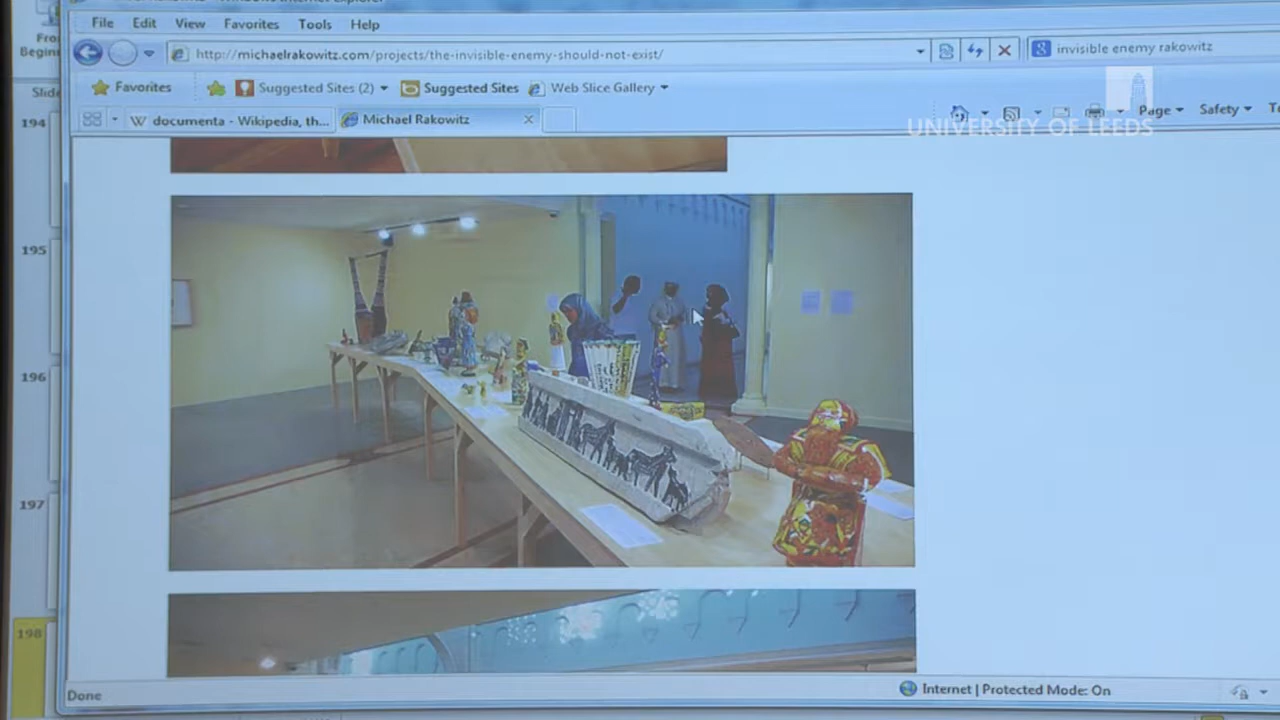 File Edit View Favorites Tools Help
http://michaelrakowitz.com/projects/the-invisible-enemy-should-not-exist/
invisible enemy rakowitz
Favorites
Suggested Sites (2)
Suggested Sites
Web Slice Gallery
documenta - Wikipedia, th...
Michael Rakowitz
Page
Safety
UNIVERSITY OF LEEDS
194
195
196
197
198
Done
Internet | Protected Mode: On